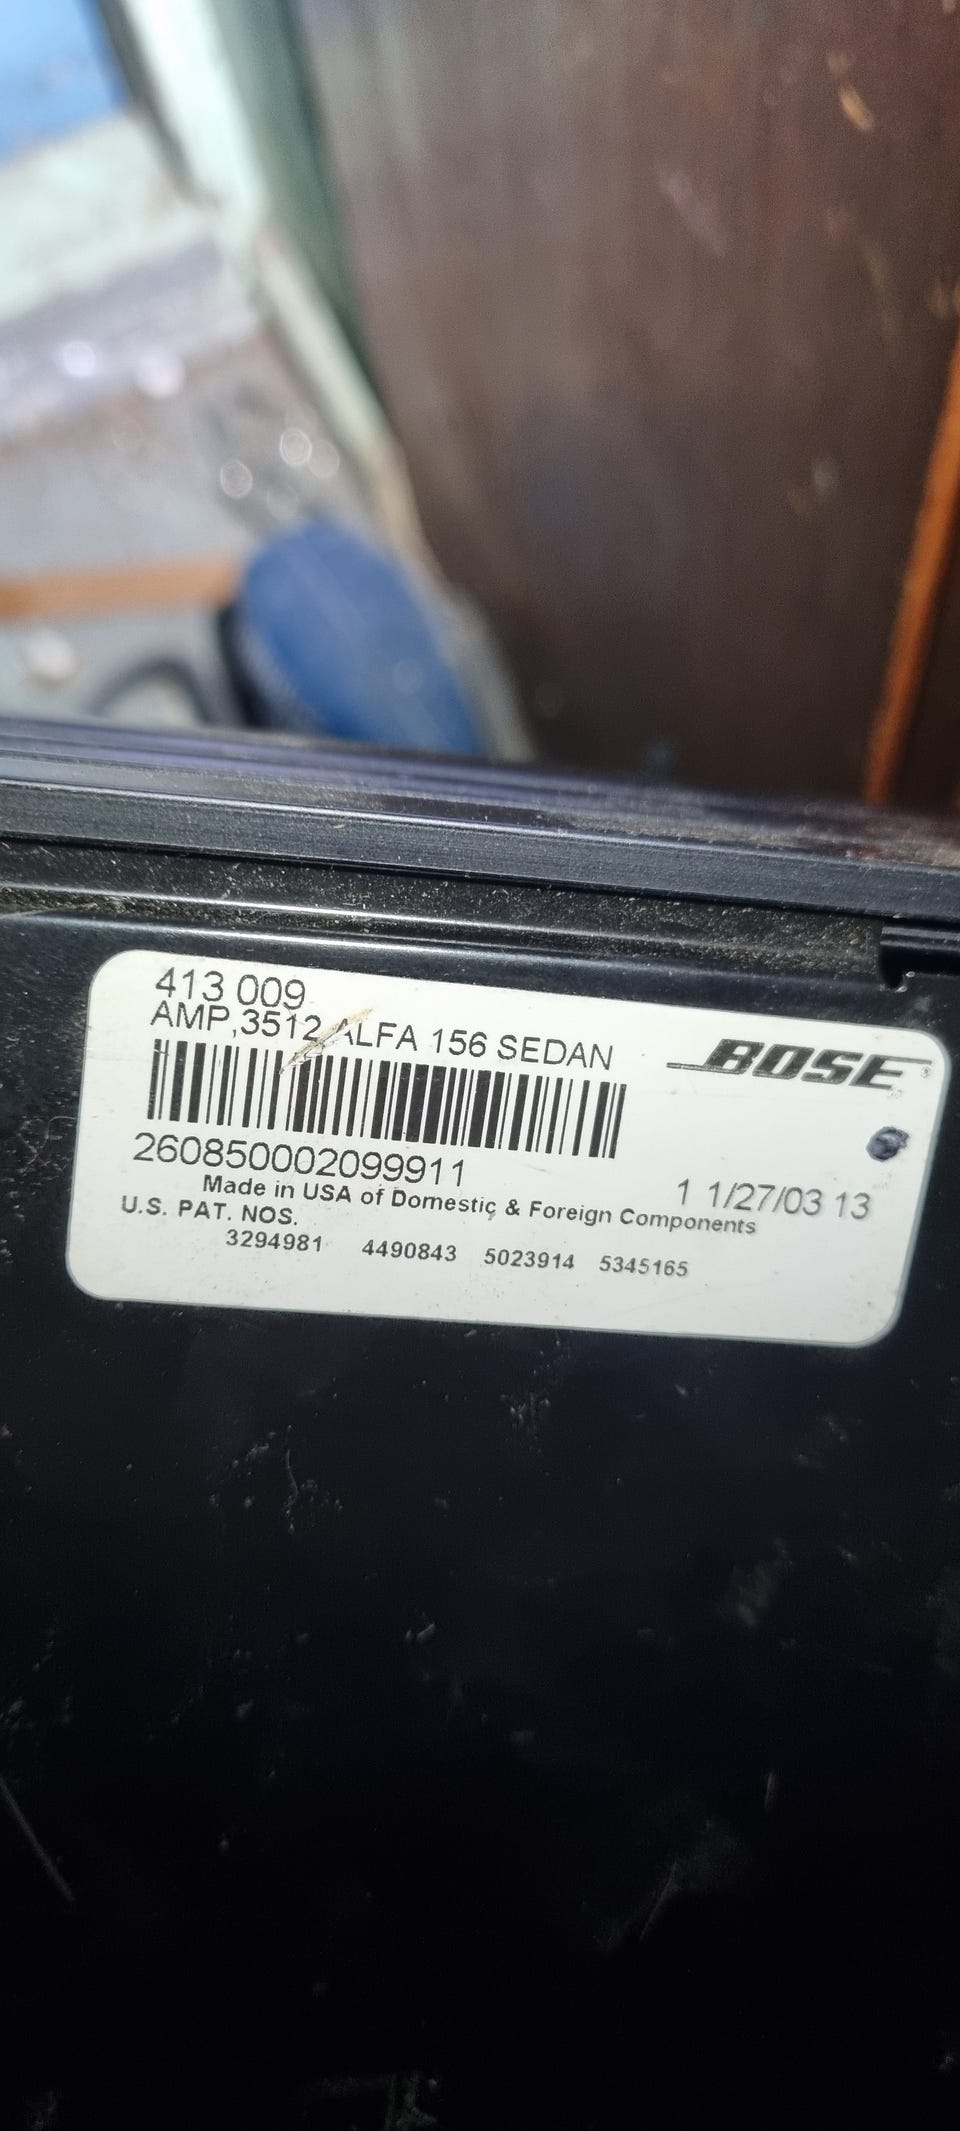 413 009
AMP,3512 ALFA 156 SEDAN
BOSE
260850002099911
1 1/27/03 13
Made in USA of Domestic & Foreign Components
U.S. PAT. NOS.
3294981 4490843 5023914 5345165